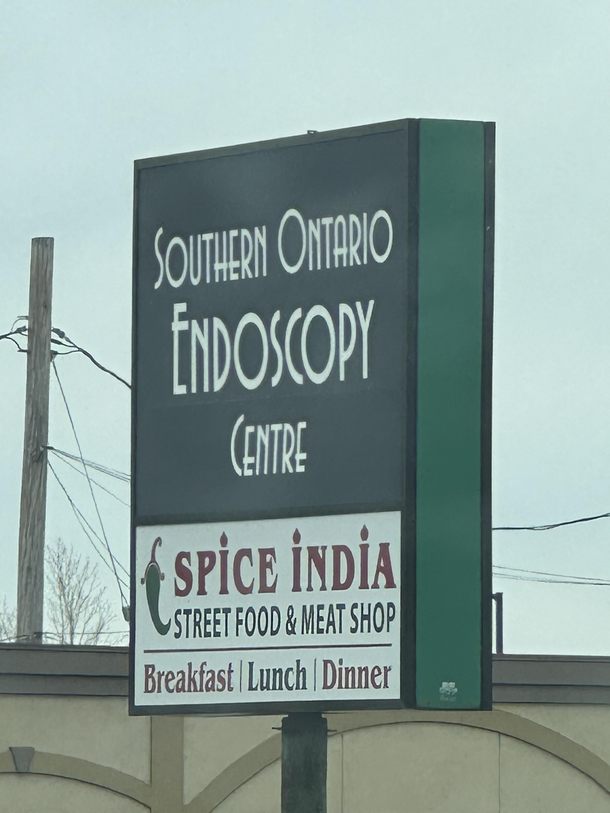 SOUTHERN ONTARIO
ENDOSCOPY
CENTRE
SPICE INDIA
STREET FOOD & MEAT SHOP
Breakfast | Lunch | Dinner